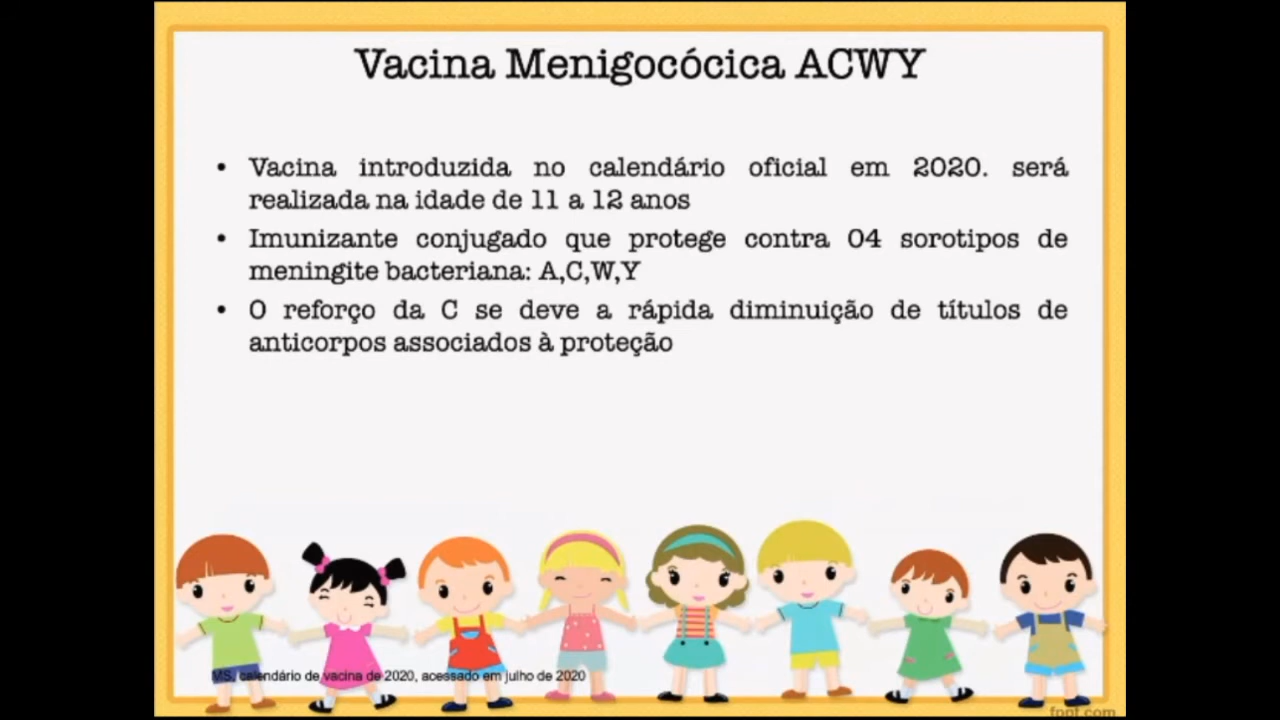 Vacina Menigocócica ACWY
• Vacina introduzida no calendário oficial em 2020. será
realizada na idade de 11 a 12 anos
• Imunizante conjugado que protege contra 04 sorotipos de
meningite bacteriana: A,C,W,Y
• O reforço da C se deve a rápida diminuição de títulos de
anticorpos associados à proteção
MS, calendário de vacina de 2020, acessado em julho de 2020
fppt.com